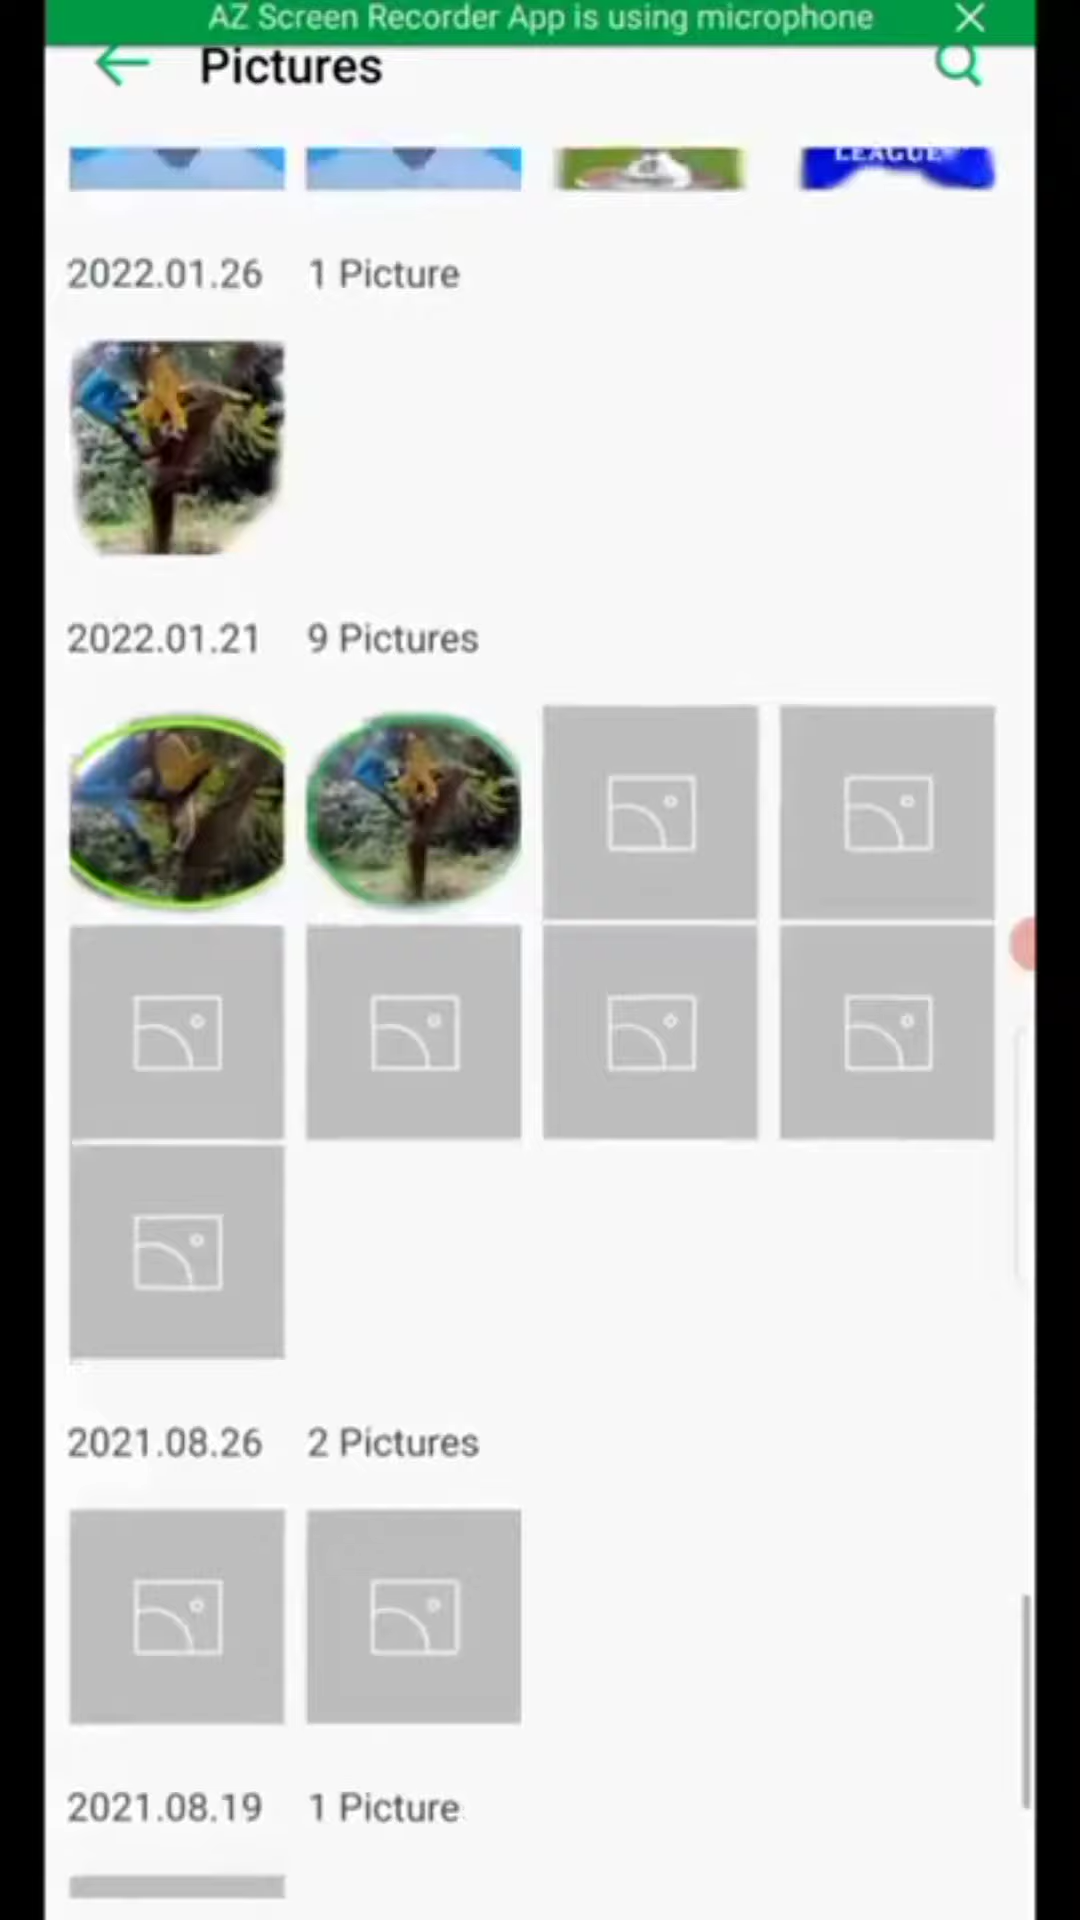 AZ Screen Recorder App is using microphone
Pictures
LEAGUE
2022.01.26 1 Picture
2022.01.21 9 Pictures
2021.08.26 2 Pictures
2021.08.19 1 Picture